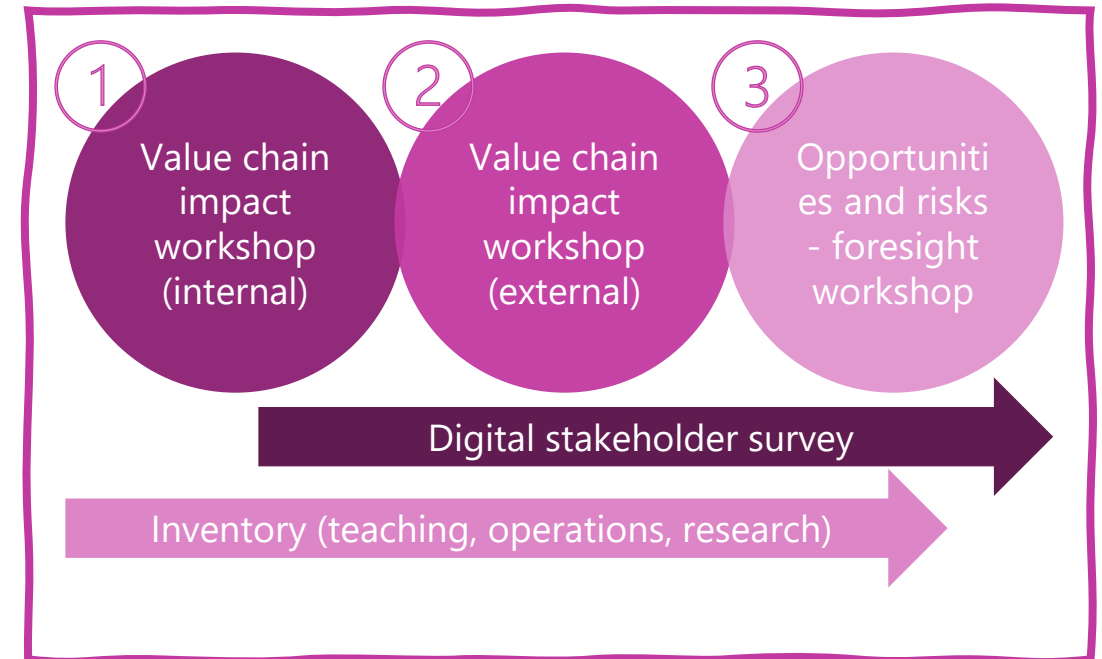 1
Value chain
impact
workshop
(internal)
2
Value chain
impact
workshop
(external)
3
Opportuniti
es and risks
- foresight
workshop
Digital stakeholder survey
Inventory (teaching, operations, research)